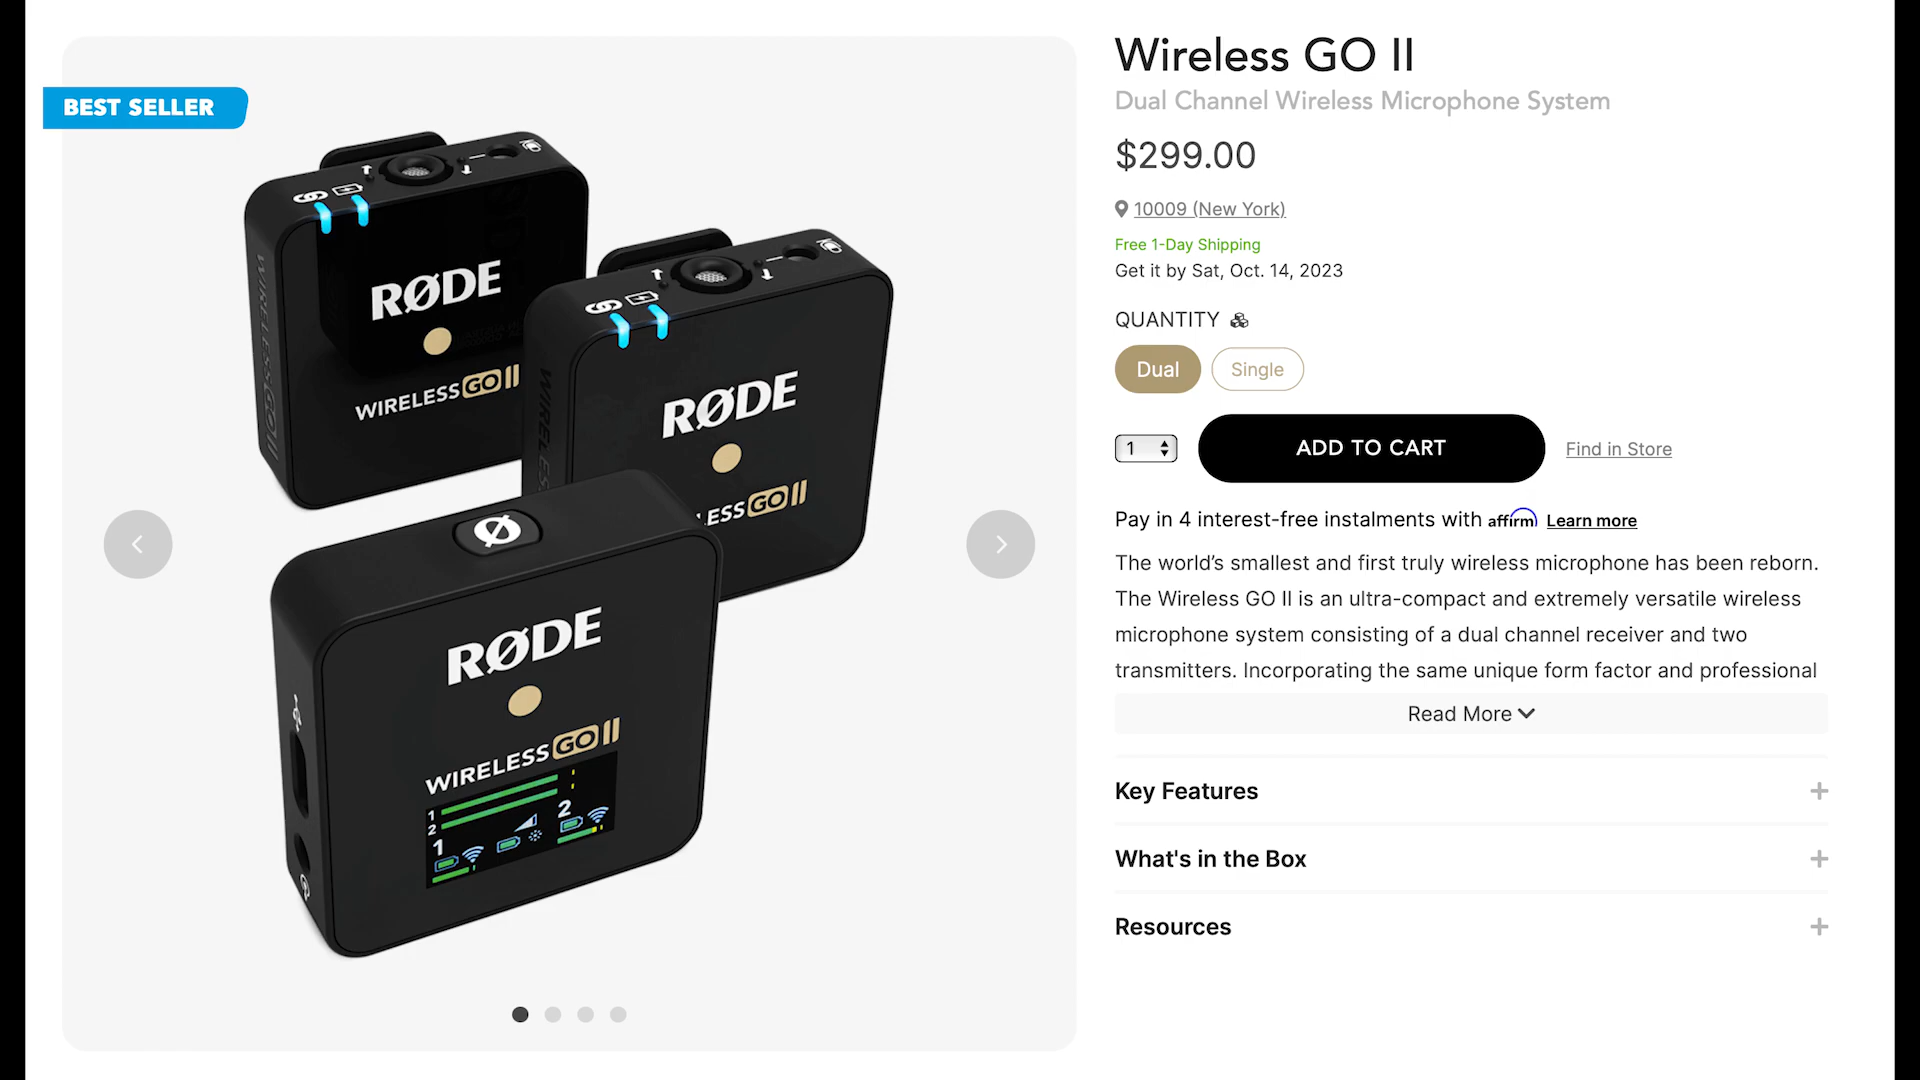 BEST SELLER
RØDE
WIRELESS GO II
RØDE
LESS GO II
WIRELESS GO II
RØDE
WIRELESS GO II
1
2
1
2
Wireless GO II
Dual Channel Wireless Microphone System
$299.00
10009 (New York)
Free 1-Day Shipping
Get it by Sat, Oct. 14, 2023
QUANTITY
Dual Single
1 ADD TO CART Find in Store
Pay in 4 interest-free instalments with affirm Learn more
The world’s smallest and first truly wireless microphone has been reborn.
The Wireless GO II is an ultra-compact and extremely versatile wireless
microphone system consisting of a dual channel receiver and two
transmitters. Incorporating the same unique form factor and professional
Read More
Key Features
What's in the Box
Resources